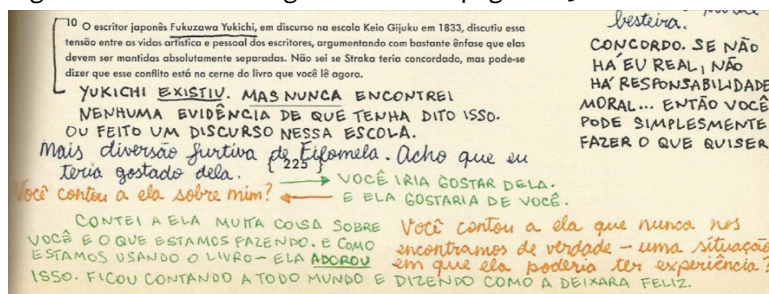 besteira.
10 O escritor japonês Fukuzawa Yukichi, em discurso na escola Keio Gijuku em 1833, discutiu essa
tensão entre as vidas artística e pessoal dos escritores, argumentando com bastante ênfase que elas
devem ser mantidas absolutamente separadas. Não sei se Straka teria concordado, mas pode-se
dizer que esse conflito está no cerne do livro que você lê agora.
CONCORDO. SE NÃO
HÁ EU REAL, NÃO
HÁ RESPONSABILIDADE
MORAL... ENTÃO VOCÊ
PODE SIMPLESMENTE
FAZER O QUE QUISER
YUKICHI EXISTIU. MAS NUNCA ENCONTREI
NENHUMA EVIDÊNCIA DE QUE TENHA DITO ISSO.
OU FEITO UM DISCURSO NESSA ESCOLA.
Mais diversão furtiva de Filomela. Acho que eu
teria gostado dela.
{ 225 }
VOCÊ IRIA GOSTAR DELA.
E ELA GOSTARIA DE VOCÊ.
Você contou a ela sobre mim?
CONTEI A ELA MUITA COISA SOBRE
VOCÊ E O QUE ESTAMOS FAZENDO. E COMO
ESTAMOS USANDO O LIVRO – ELA ADOROU
ISSO. FICOU CONTANDO A TODO MUNDO E DIZENDO COMO A DEIXARA FELIZ.
Você contou a ela que nunca nos
encontramos de verdade – uma situação
em que ela poderia ter experiência?